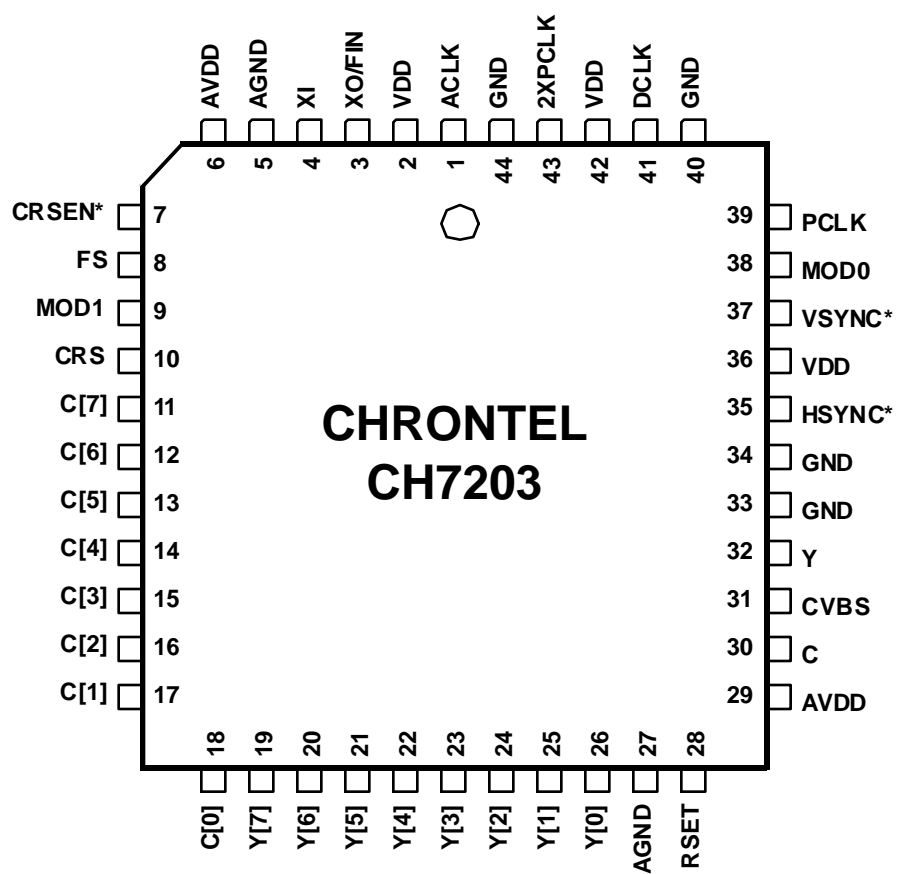 AVDD
AGND
XI
XO/FIN
VDD
ACLK
GND
2XPCLK
VDD
DCLK
GND
6
5
4
3
2
1
44
43
42
41
40
CRSEN* 7
FS 8
MOD1 9
CRS 10
C[7] 11
C[6] 12
C[5] 13
C[4] 14
C[3] 15
C[2] 16
C[1] 17
CHRONTEL
CH7203
39 PCLK
38 MOD0
37 VSYNC*
36 VDD
35 HSYNC*
34 GND
33 GND
32 Y
31 CVBS
30 C
29 AVDD
18
19
20
21
22
23
24
25
26
27
28
C[0]
Y[7]
Y[6]
Y[5]
Y[4]
Y[3]
Y[2]
Y[1]
Y[0]
AGND
RSET